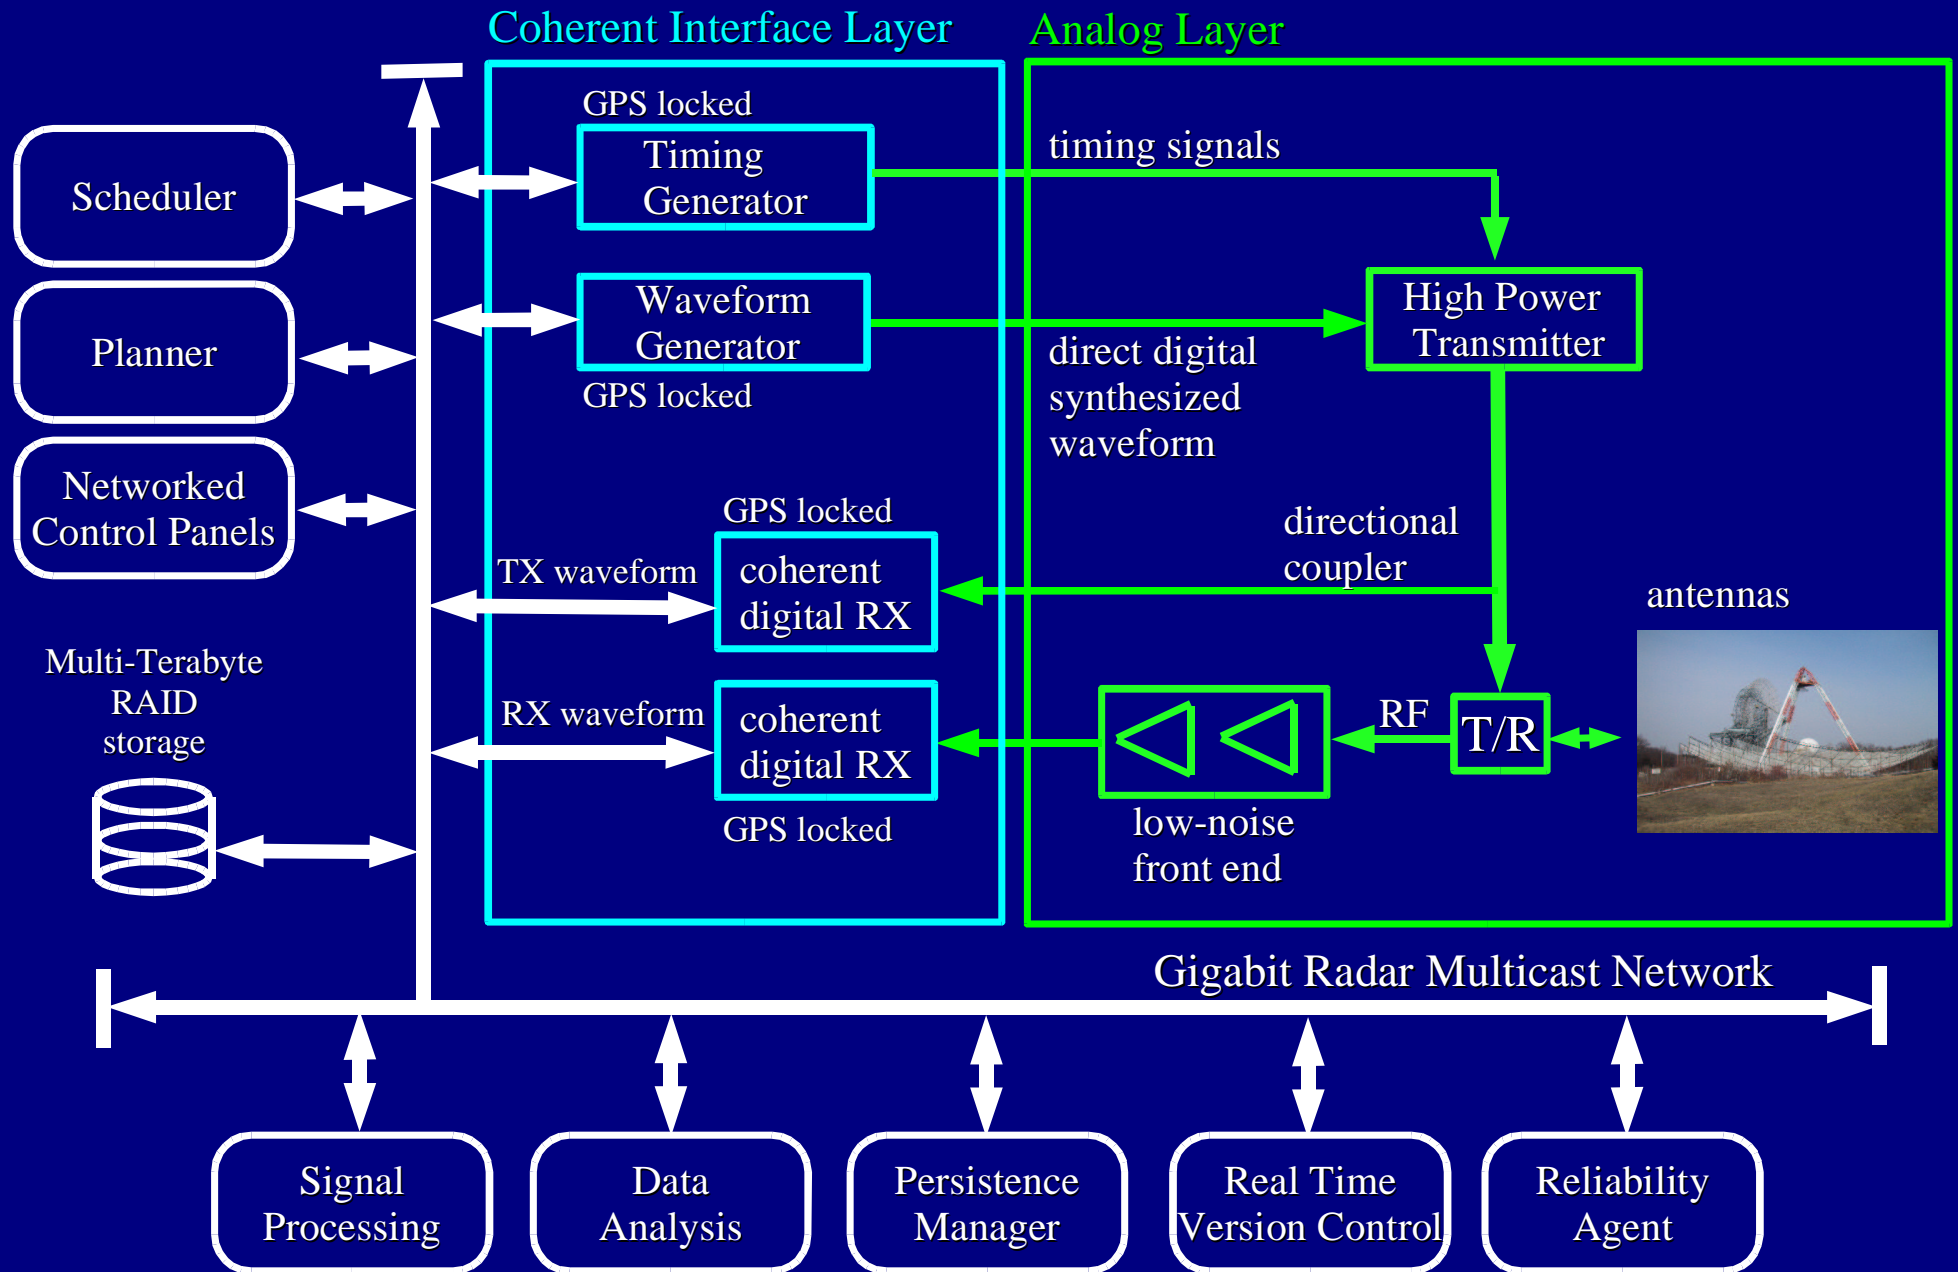 Coherent Interface Layer
Analog Layer
GPS locked
Timing
Generator
timing signals
Scheduler
Waveform
Generator
GPS locked
High Power
Transmitter
direct digital
synthesized
waveform
Planner
Networked
Control Panels
GPS locked
coherent
digital RX
TX waveform
directional
coupler
antennas
Multi-Terabyte
RAID
storage
RX waveform
coherent
digital RX
GPS locked
RF
T/R
low-noise
front end
Gigabit Radar Multicast Network
Signal
Processing
Data
Analysis
Persistence
Manager
Real Time
Version Control
Reliability
Agent